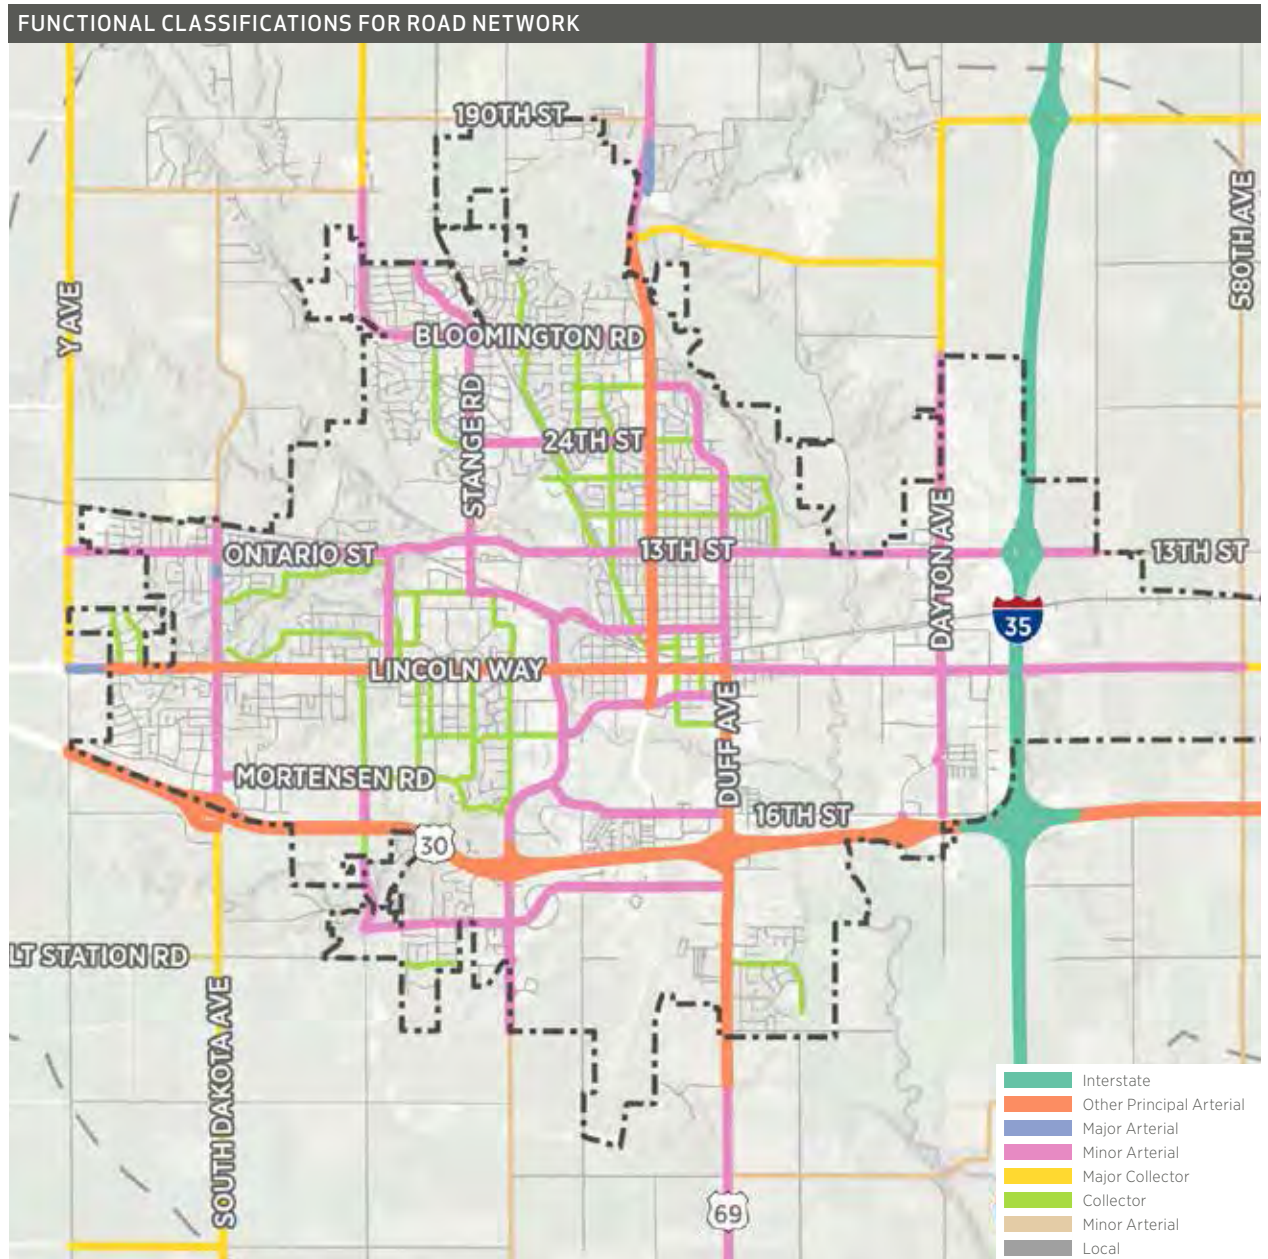 FUNCTIONAL CLASSIFICATIONS FOR ROAD NETWORK
190TH ST
580TH AVE
Y AVE
BLOOMINGTON RD
STANGE RD
24TH ST
DAYTON AVE
ONTARIO ST
13TH ST
13TH ST
35
LINCOLN WAY
DUFF AVE
MORTENSEN RD
16TH ST
30
LT STATION RD
SOUTH DAKOTA AVE
69
Interstate
Other Principal Arterial
Major Arterial
Minor Arterial
Major Collector
Collector
Minor Arterial
Local